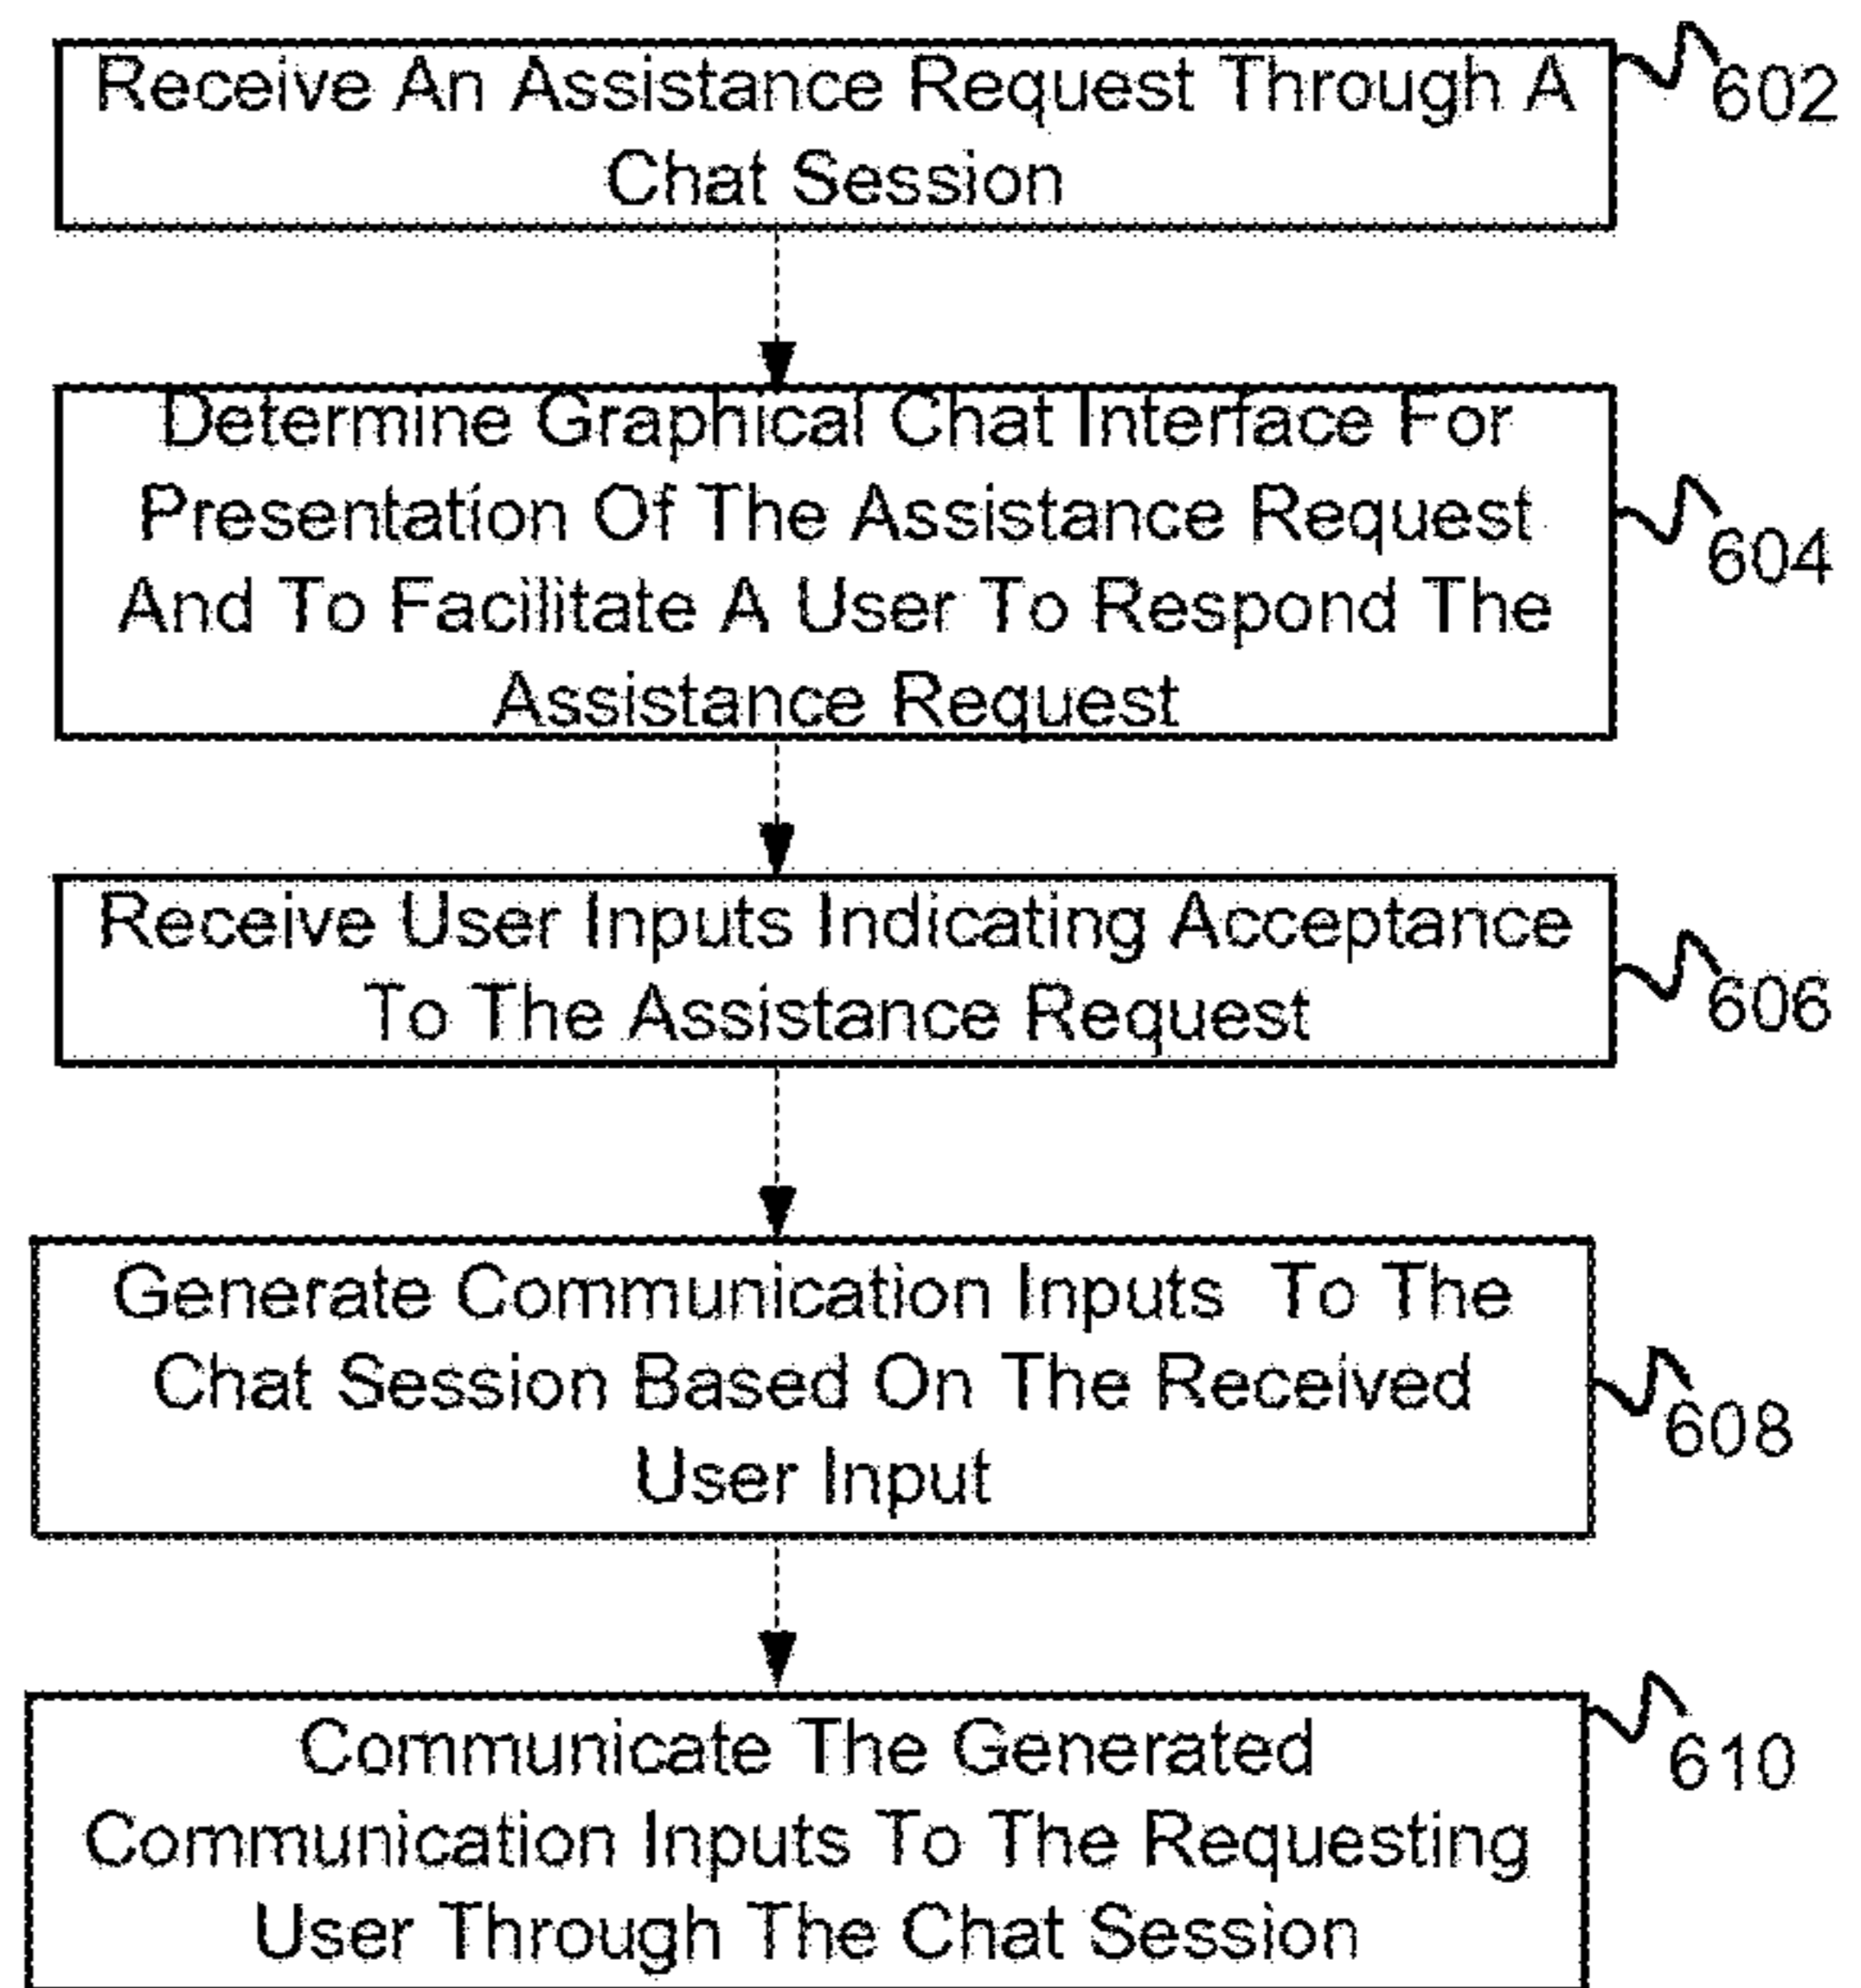 Receive An Assistance Request Through A
Chat Session
602
Determine Graphical Chat Interface For
Presentation Of The Assistance Request
And To Facilitate A User To Respond The
Assistance Request
604
Receive User Inputs Indicating Acceptance
To The Assistance Request
606
Generate Communication Inputs To The
Chat Session Based On The Received
User Input
608
Communicate The Generated
Communication Inputs To The Requesting
User Through The Chat Session
610